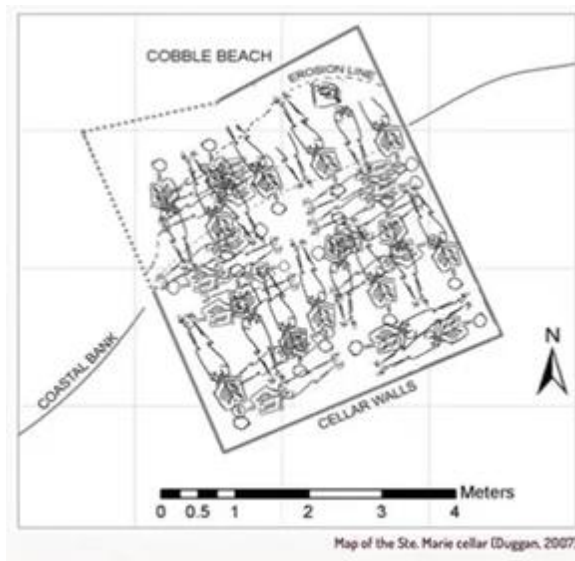 COBBLE BEACH
EROSION LINE
COASTAL BANK
N
CELLAR WALLS
Meters
0 0.5 1 2 3 4
Map of the Ste. Marie cellar (Duggan, 2007)